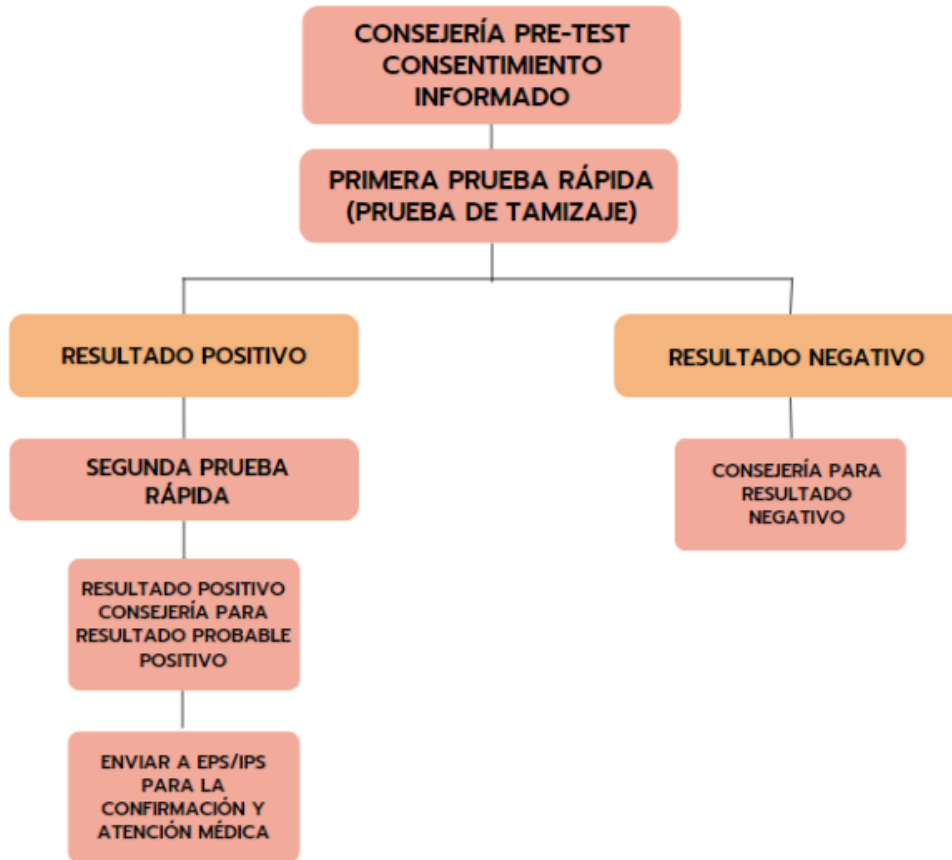 CONSEJERÍA PRE-TEST
CONSENTIMIENTO
INFORMADO
PRIMERA PRUEBA RÁPIDA
(PRUEBA DE TAMIZAJE)
RESULTADO POSITIVO
RESULTADO NEGATIVO
SEGUNDA PRUEBA
RÁPIDA
CONSEJERÍA PARA
RESULTADO
NEGATIVO
RESULTADO POSITIVO
CONSEJERÍA PARA
RESULTADO PROBABLE
POSITIVO
ENVIAR A EPS/IPS
PARA LA
CONFIRMACIÓN Y
ATENCIÓN MÉDICA